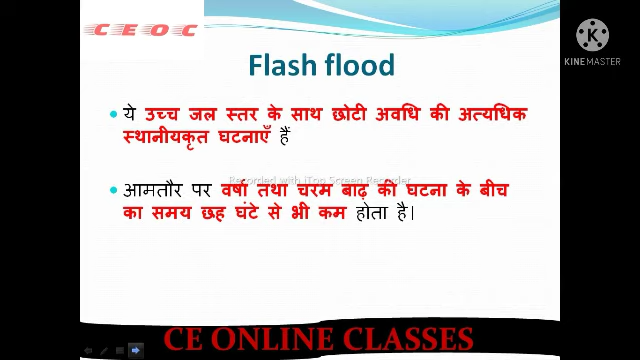 CEOC
KINEMASTER
Flash flood
• ये उच्च जल स्तर के साथ छोटी अवधि की अत्यधिक
स्थानीयकृत घटनाएँ हैं
Recorded with iTop Screen Recorder
• आमतौर पर वर्षा तथा चरम बाढ़ की घटना के बीच
का समय छह घंटे से भी कम होता है।
CE ONLINE CLASSES